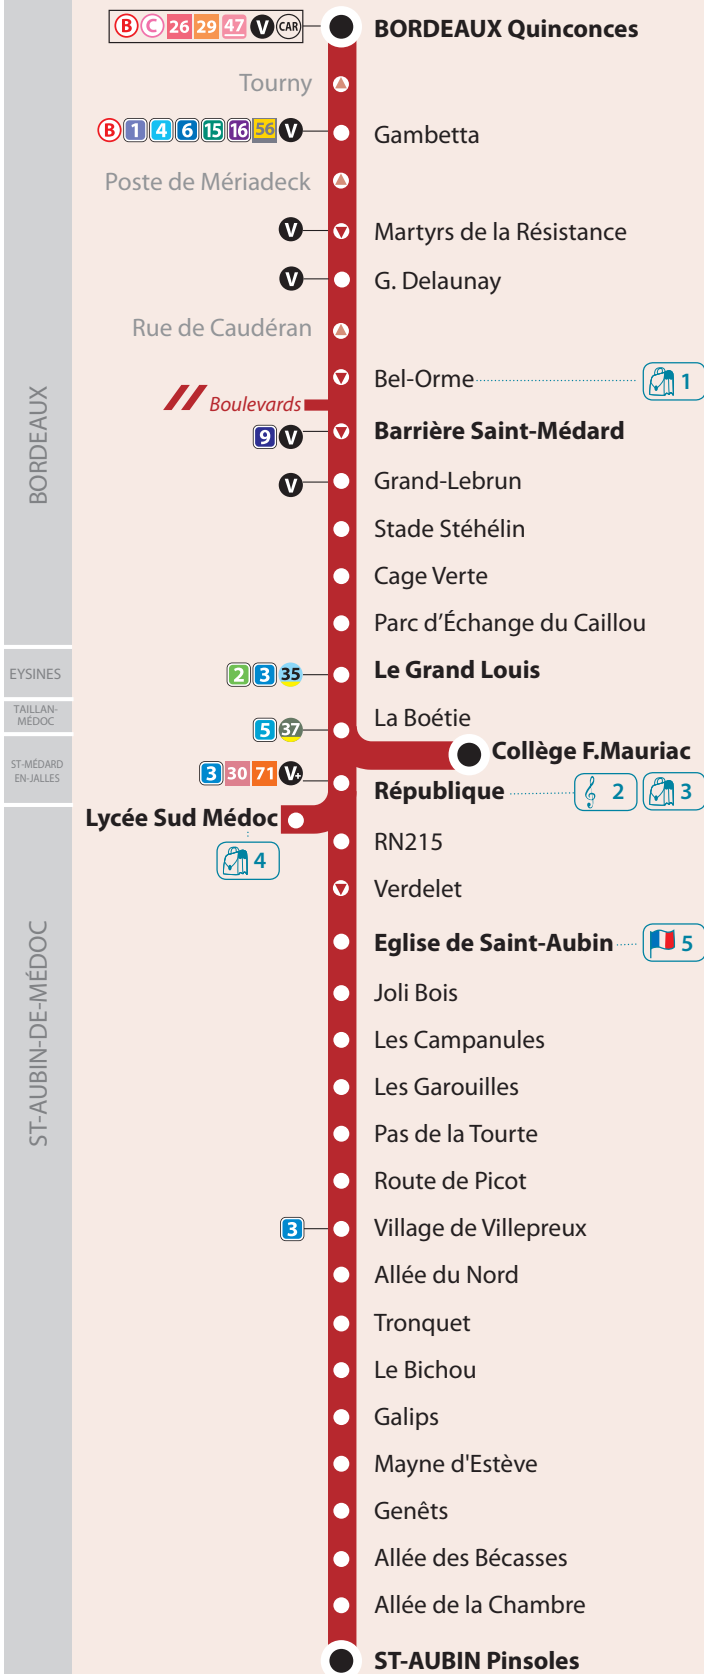 B C 26 29 47 V CAR BORDEAUX Quinconces
Tourny
B 1 4 6 15 16 56 V Gambetta
Poste de Mériadeck
V Martyrs de la Résistance
V G. Delaunay
Rue de Caudéran
Bel-Orme 1
Boulevards
9 V Barrière Saint-Médard
V Grand-Lebrun
Stade Stéhélin
Cage Verte
Parc d’Échange du Caillou
2 3 35 Le Grand Louis
La Boétie
5 37
Collège F.Mauriac
3 30 71 V+
République 2 3
Lycée Sud Médoc
4
RN215
Verdelet
Eglise de Saint-Aubin 5
Joli Bois
Les Campanules
Les Garouilles
Pas de la Tourte
Route de Picot
3 Village de Villepreux
Allée du Nord
Tronquet
Le Bichou
Galips
Mayne d'Estève
Genêts
Allée des Bécasses
Allée de la Chambre
ST-AUBIN Pinsoles
BORDEAUX
EYSINES
TAILLAN-
MÉDOC
ST-MÉDARD
EN-JALLES
ST-AUBIN-DE-MÉDOC